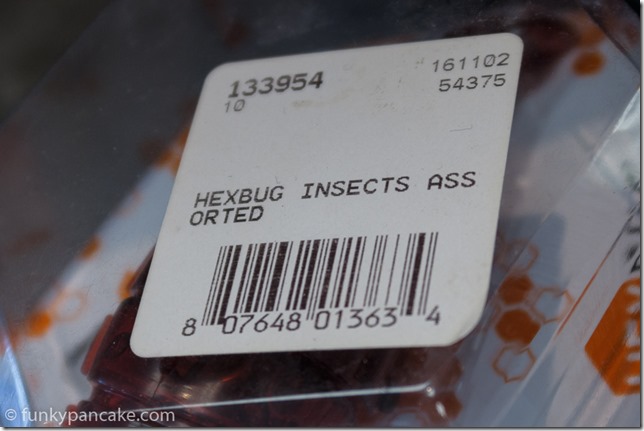 133954
161102
10
54375
HEXBUG INSECTS ASS
ORTED
8 07648 01363 4
© funkypancake.com